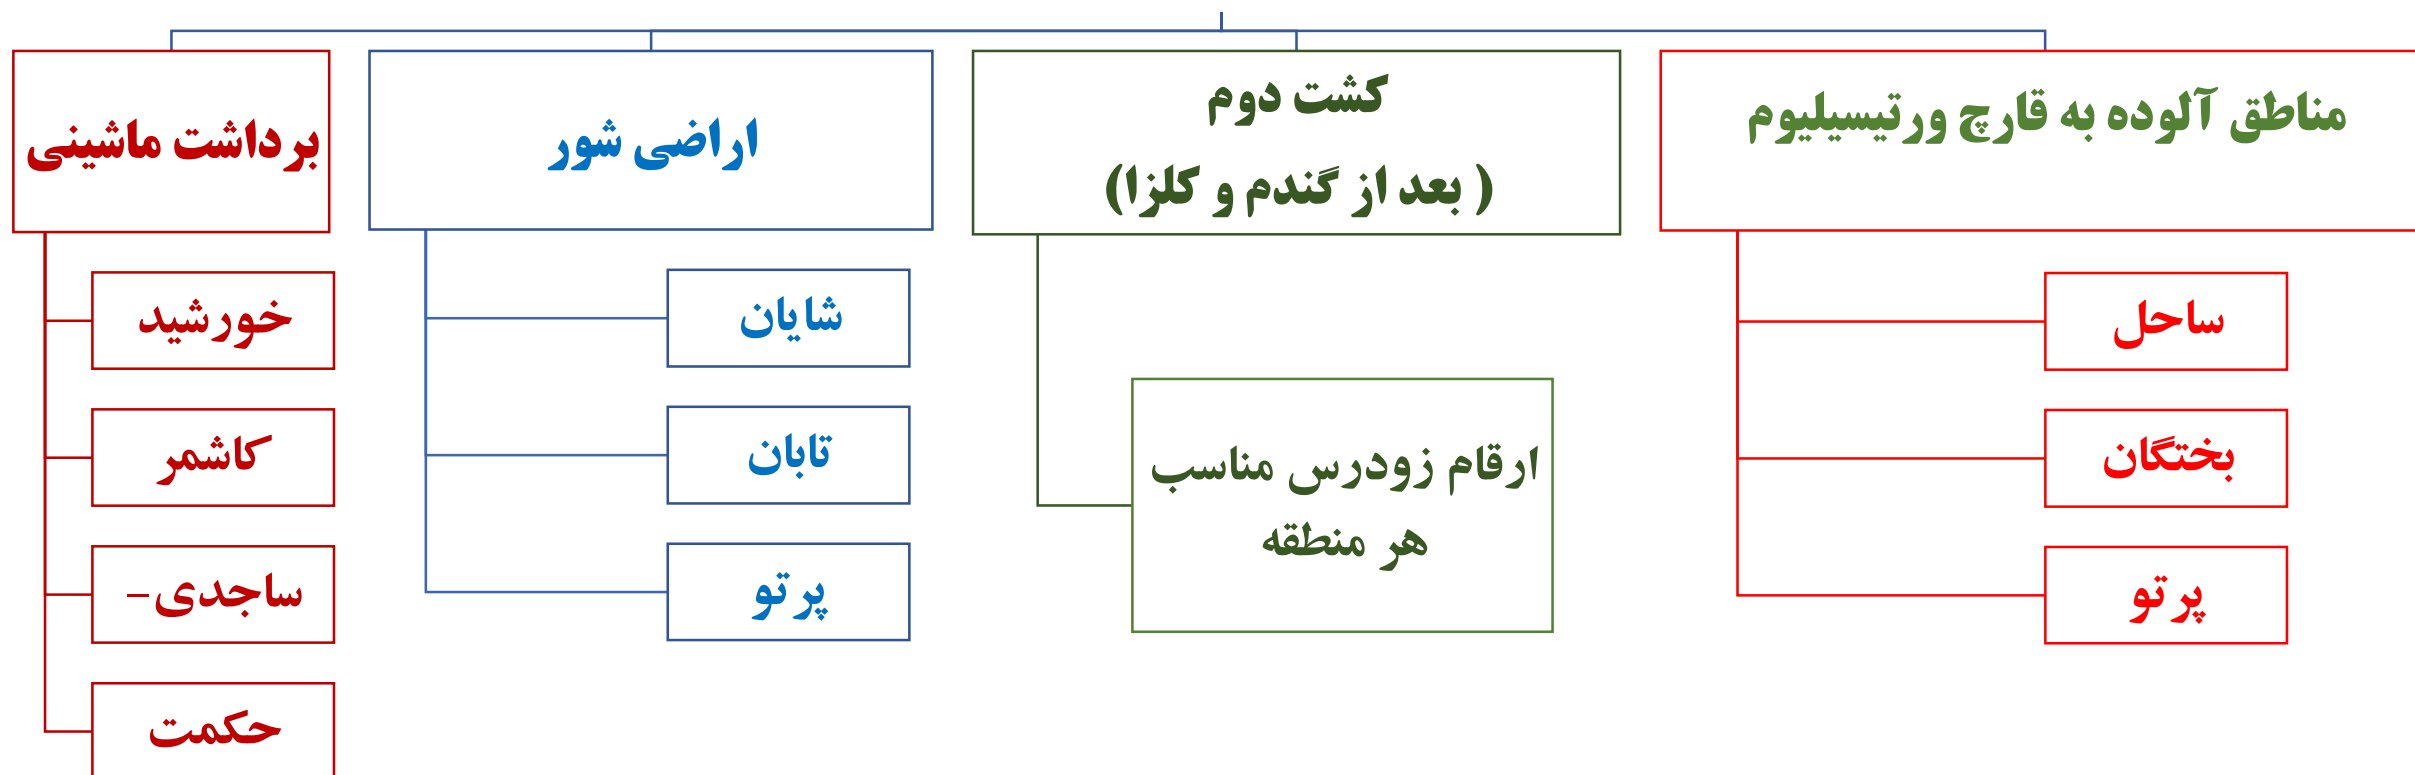 مناطق آلوده به قارچ ورتیسیلیوم
ساحل
بختگان
پرتو
کشت دوم
( بعد از گندم و کلزا)
ارقام زودرس مناسب
هر منطقه
اراضی شور
شایان
تابان
پرتو
برداشت ماشینی
خورشید
کاشمر
ساجدی-
حکمت